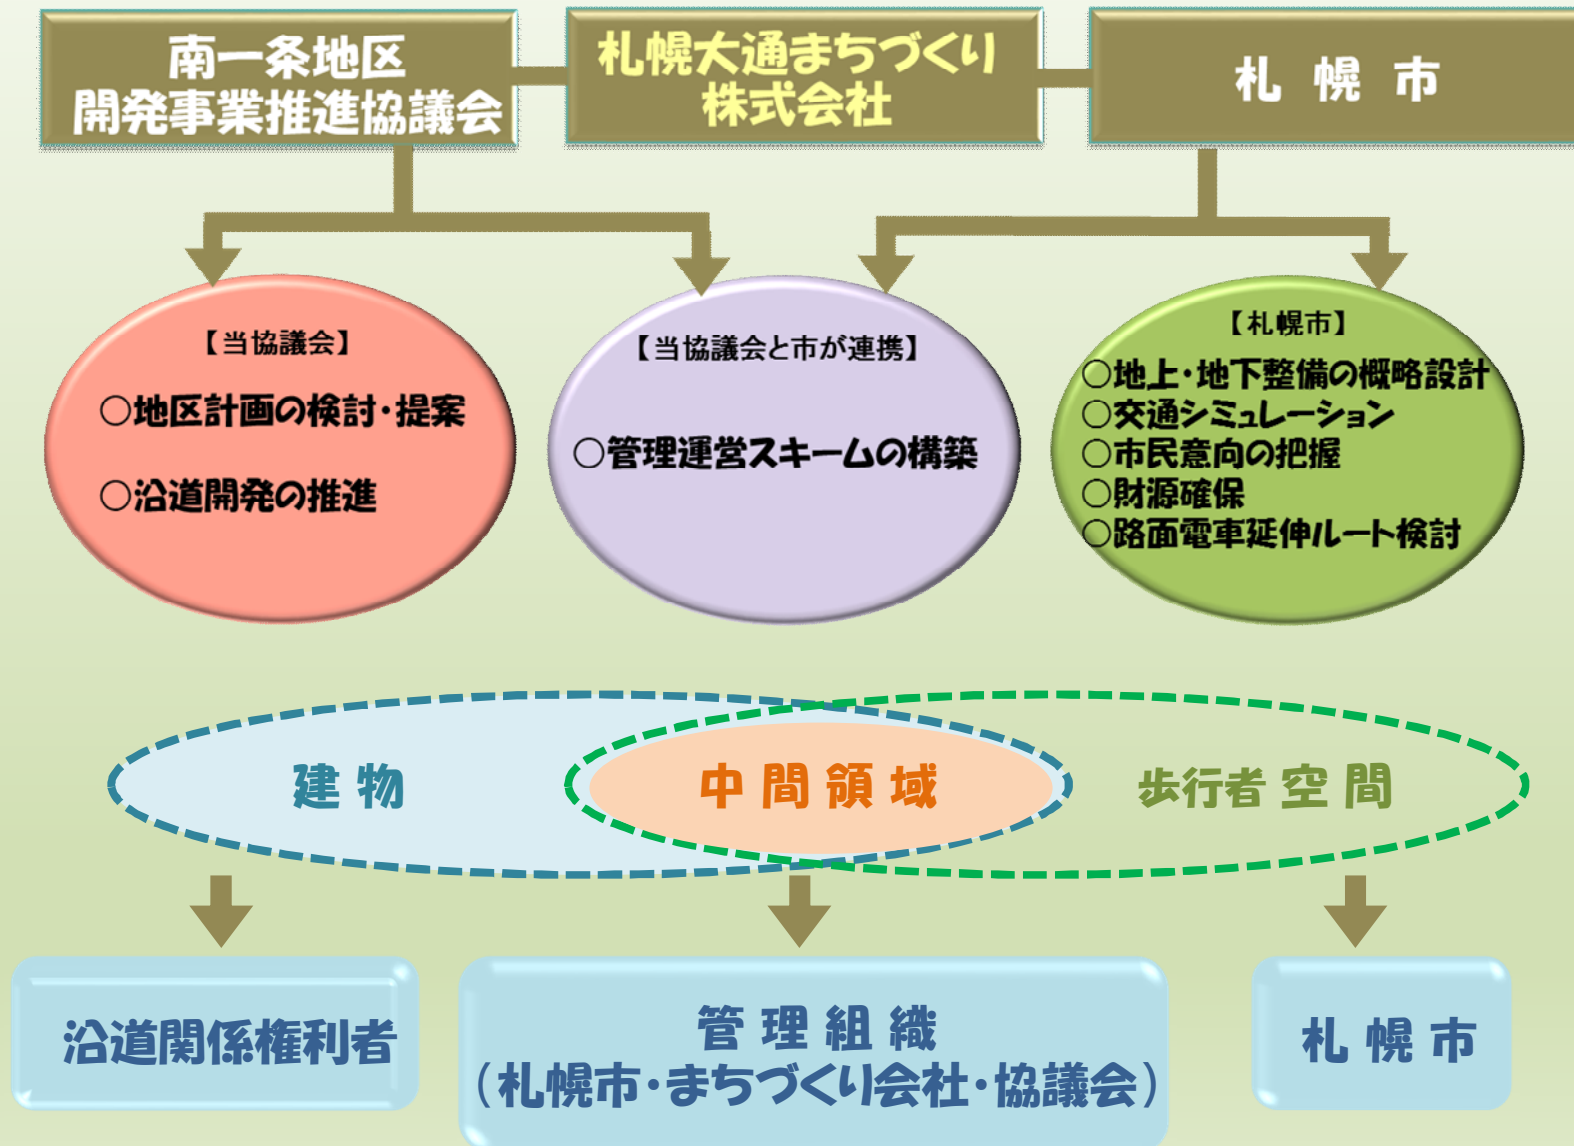 南一条地区
開発事業推進協議会
札幌大通まちづくり
株式会社
札幌市
【当協議会】
○地区計画の検討・提案
○沿道開発の推進
【当協議会と市が連携】
○管理運営スキームの構築
【札幌市】
○地上・地下整備の概略設計
○交通シミュレーション
○市民意向の把握
○財源確保
○路面電車延伸ルート検討
建物
中間領域
歩行者空間
沿道関係権利者
管理組織
（札幌市・まちづくり会社・協議会）
札幌市